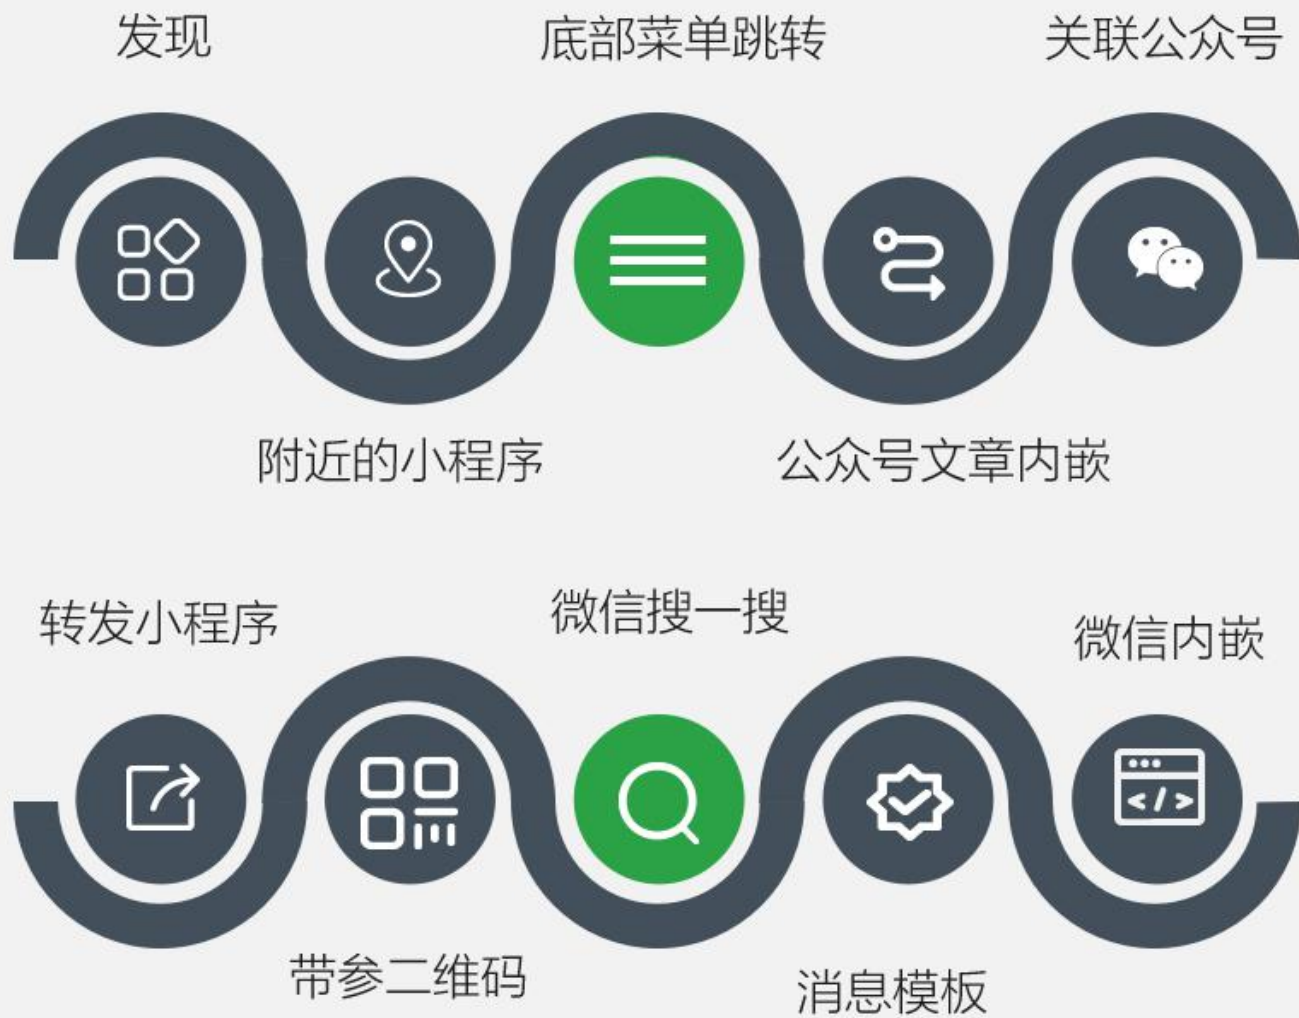 发现
底部菜单跳转
关联公众号
附近的小程序
公众号文章内嵌
转发小程序
微信搜一搜
微信内嵌
带参二维码
消息模板